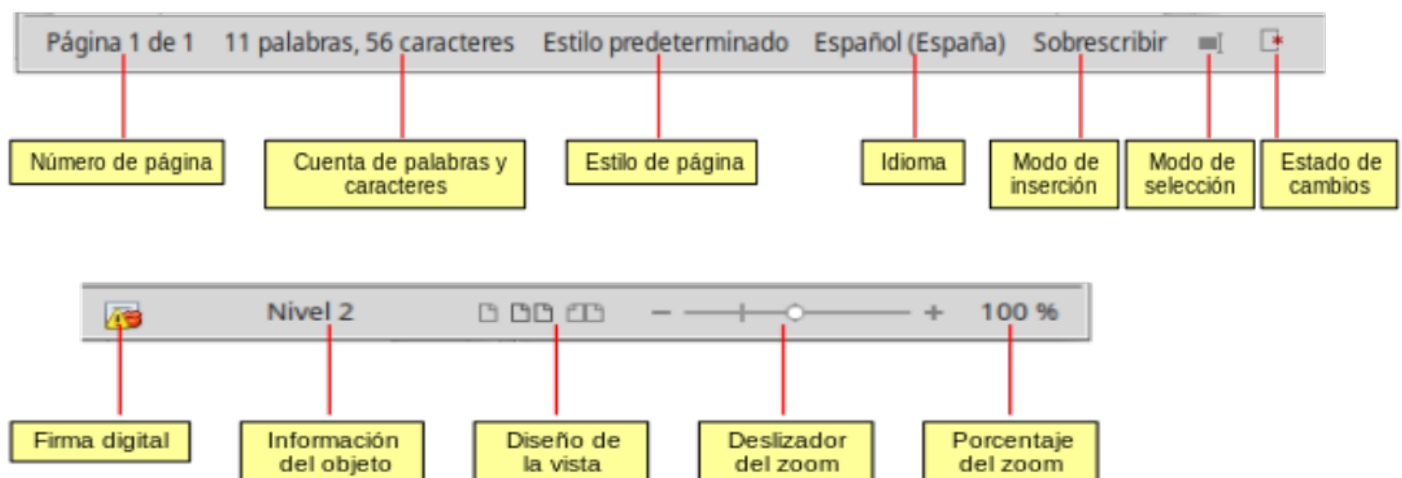 Página 1 de 1 11 palabras, 56 caracteres Estilo predeterminado Español (España) Sobrescribir
Número de página
Cuenta de palabras y
caracteres
Estilo de página
Idioma
Modo de
inserción
Modo de
selección
Estado de
cambios
Nivel 2 100 %
Firma digital
Información
del objeto
Diseño de
la vista
Deslizador
del zoom
Porcentaje
del zoom